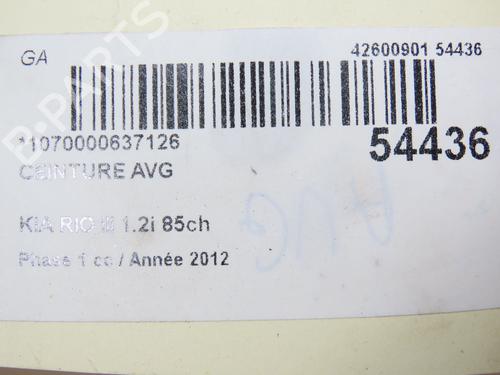 GA
42600901 54436
*1070000637126
54436
CEINTURE AVG
KIA RIO III 1.2i 85ch
Phase 1 cc / Année 2012
AVG
B-PARTS